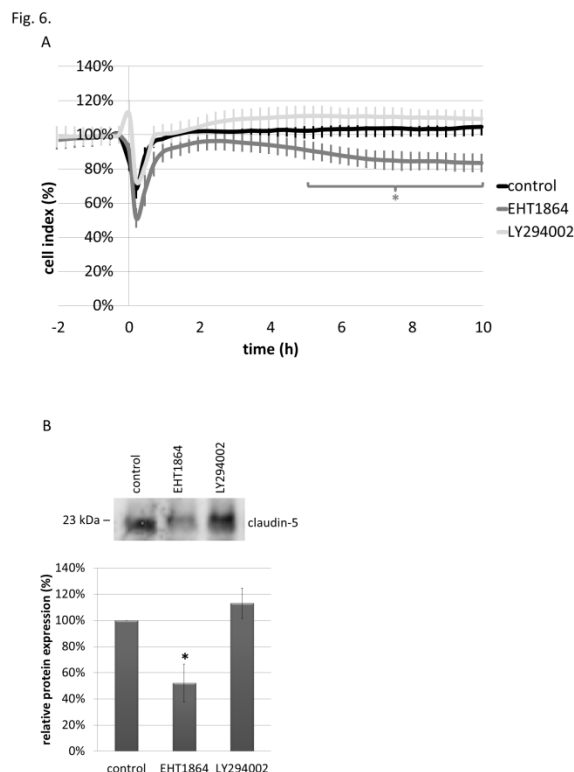 Fig. 6.
A
140%
120%
100%
80%
60%
40%
20%
0%
cell index (%)
-2 0 2 4 6 8 10
time (h)
*
control
EHT1864
LY294002
B
control EHT1864 LY294002
23 kDa – claudin-5
140%
120%
100%
80%
60%
40%
20%
0%
relative protein expression (%)
*
control EHT1864 LY294002